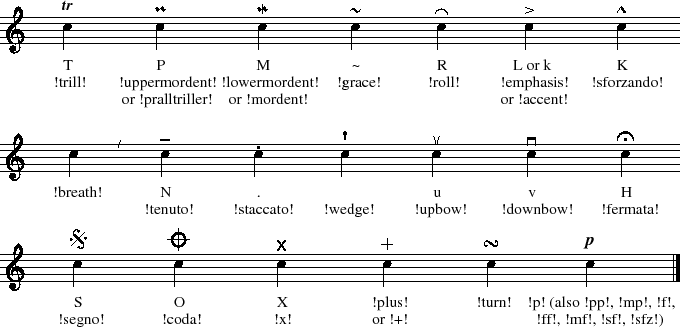 tr
T P M ~ R L or k K
!trill! !uppermordent! !lowermordent! !grace! !roll! !emphasis! !sforzando!
or !pralltriller! or !mordent! or !accent!
!breath! N . u v H
!tenuto! !staccato! !wedge! !upbow! !downbow! !fermata!
x + p
S O X !plus! !turn! !p! (also !pp!, !mp!, !f!,
!segno! !coda! !x! or !+! !ff!, !mf!, !sf!, !sfz!)